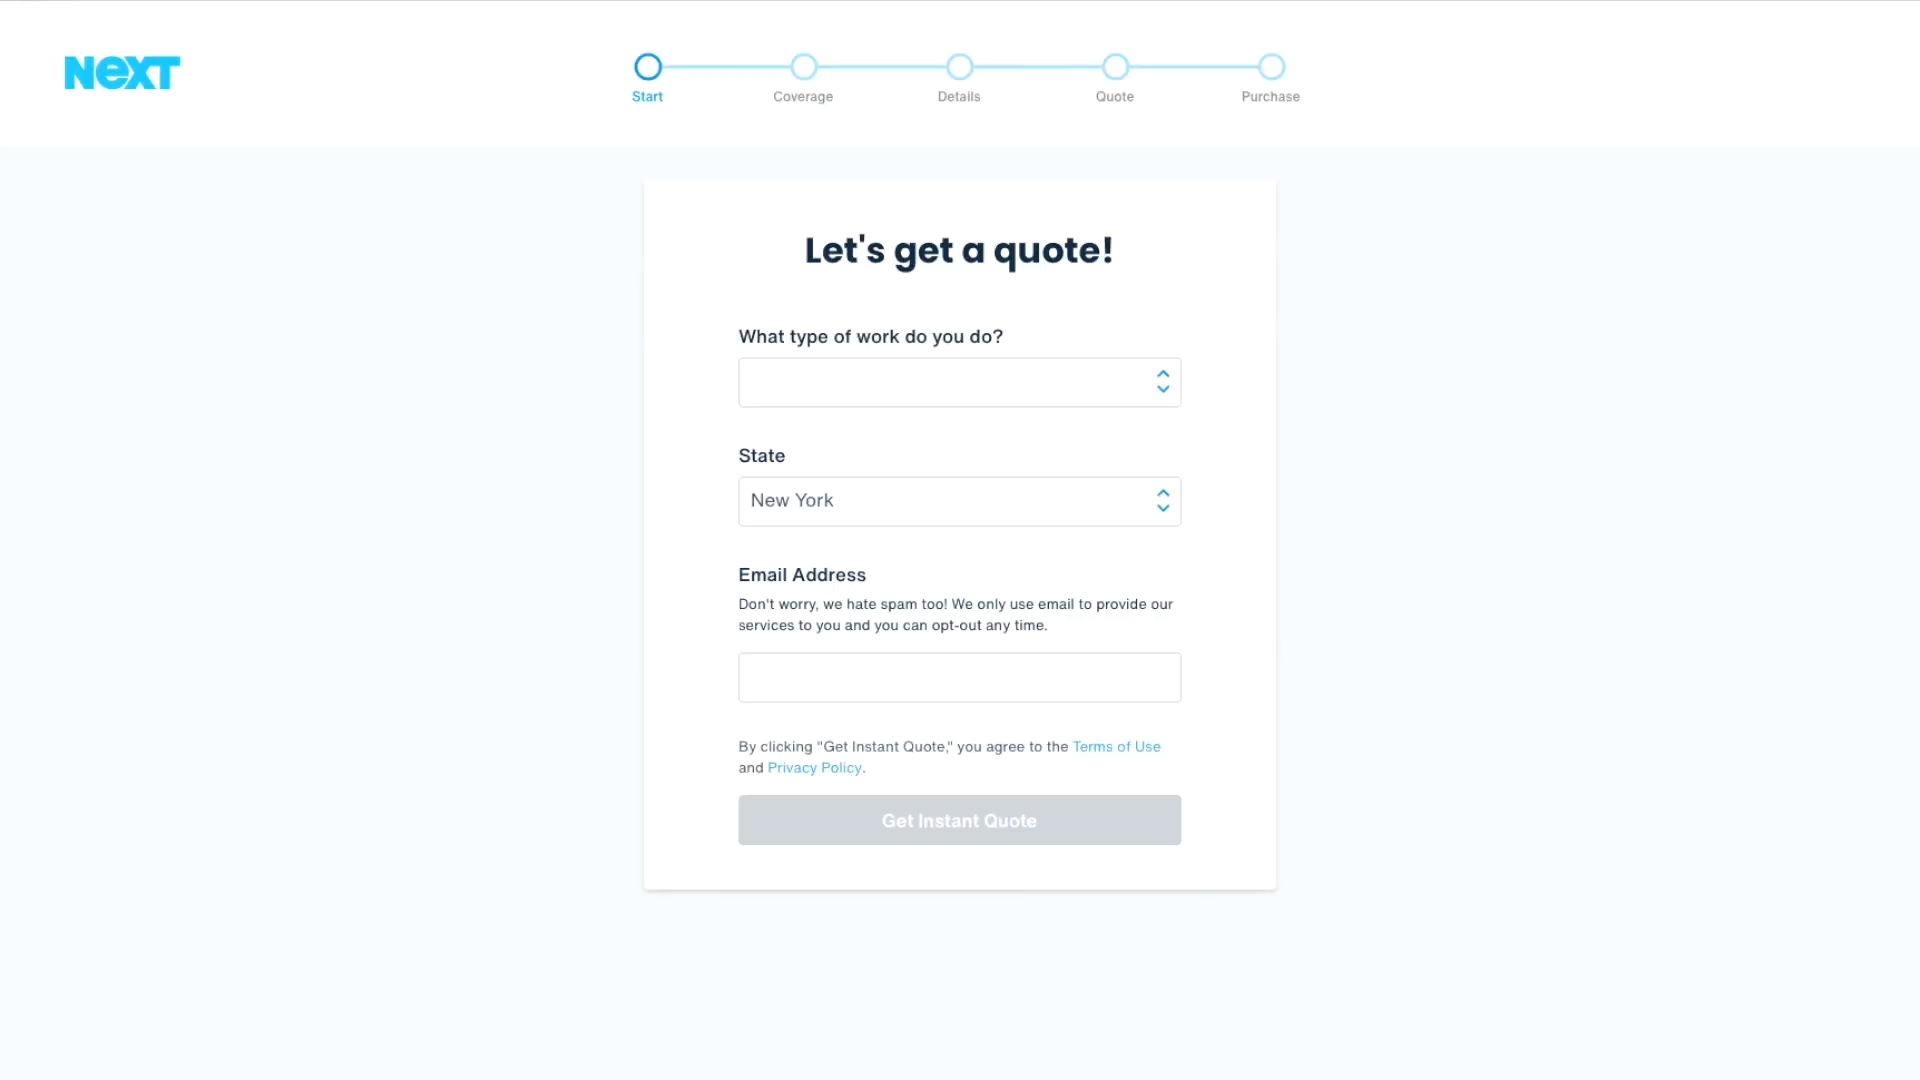 NEXT
Start
Coverage
Details
Quote
Purchase
Let's get a quote!
What type of work do you do?
State
New York
Email Address
Don't worry, we hate spam too! We only use email to provide our
services to you and you can opt-out any time.
By clicking "Get Instant Quote," you agree to the Terms of Use
and Privacy Policy.
Get Instant Quote